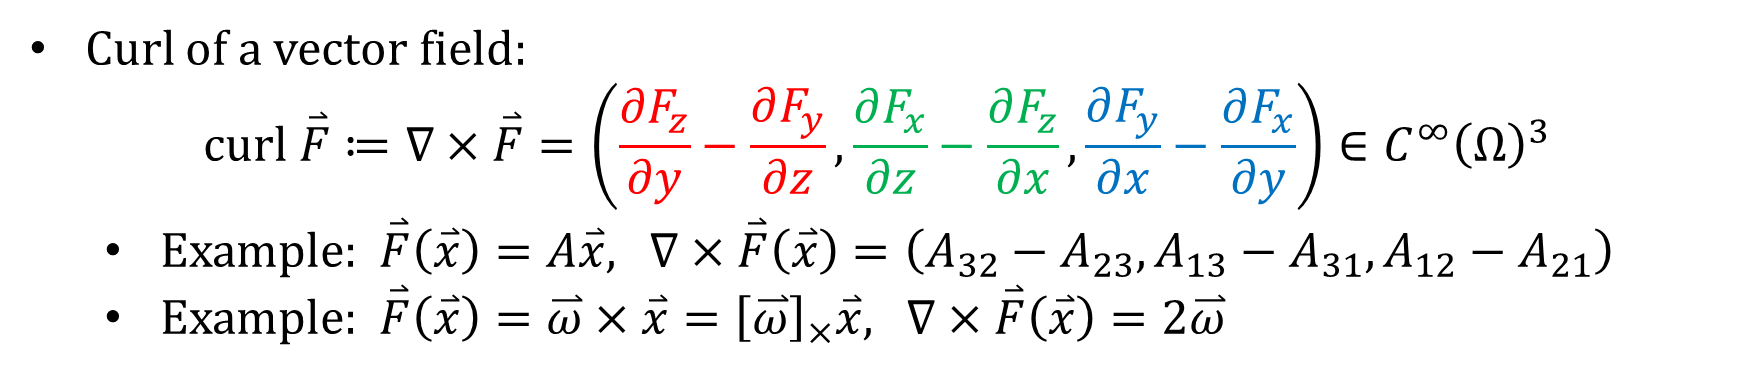 • Curl of a vector field:
curl F⃗ := ∇ × F⃗ = (∂F_z/∂y − ∂F_y/∂z, ∂F_x/∂z − ∂F_z/∂x, ∂F_y/∂x − ∂F_x/∂y) ∈ C^∞(Ω)^3
• Example: F⃗(x⃗) = Ax⃗, ∇ × F⃗(x⃗) = (A_32 − A_23, A_13 − A_31, A_12 − A_21)
• Example: F⃗(x⃗) = ω⃗ × x⃗ = [ω⃗]_× x⃗, ∇ × F⃗(x⃗) = 2ω⃗